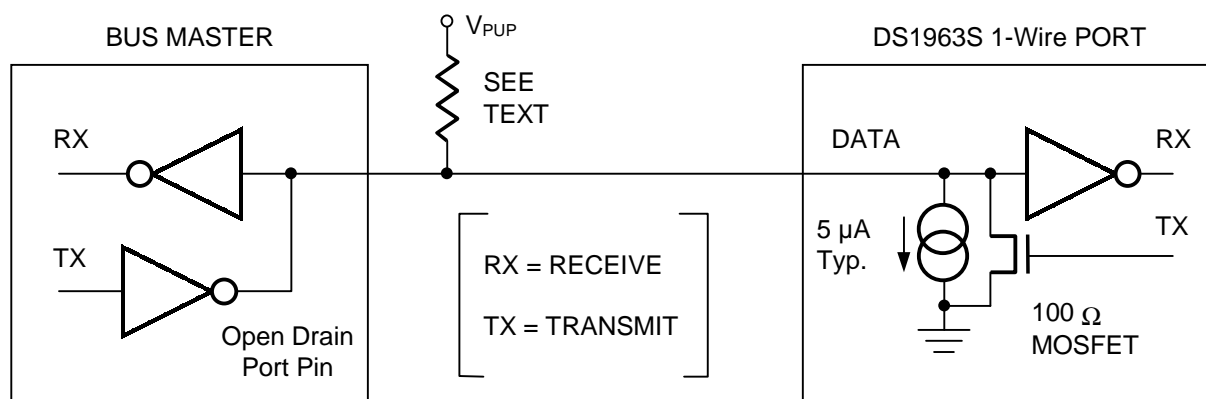 BUS MASTER
V_PUP
DS1963S 1-Wire PORT
SEE
TEXT
RX
DATA
RX
TX
5 µA
Typ.
TX
RX = RECEIVE
TX = TRANSMIT
Open Drain
Port Pin
100 Ω
MOSFET